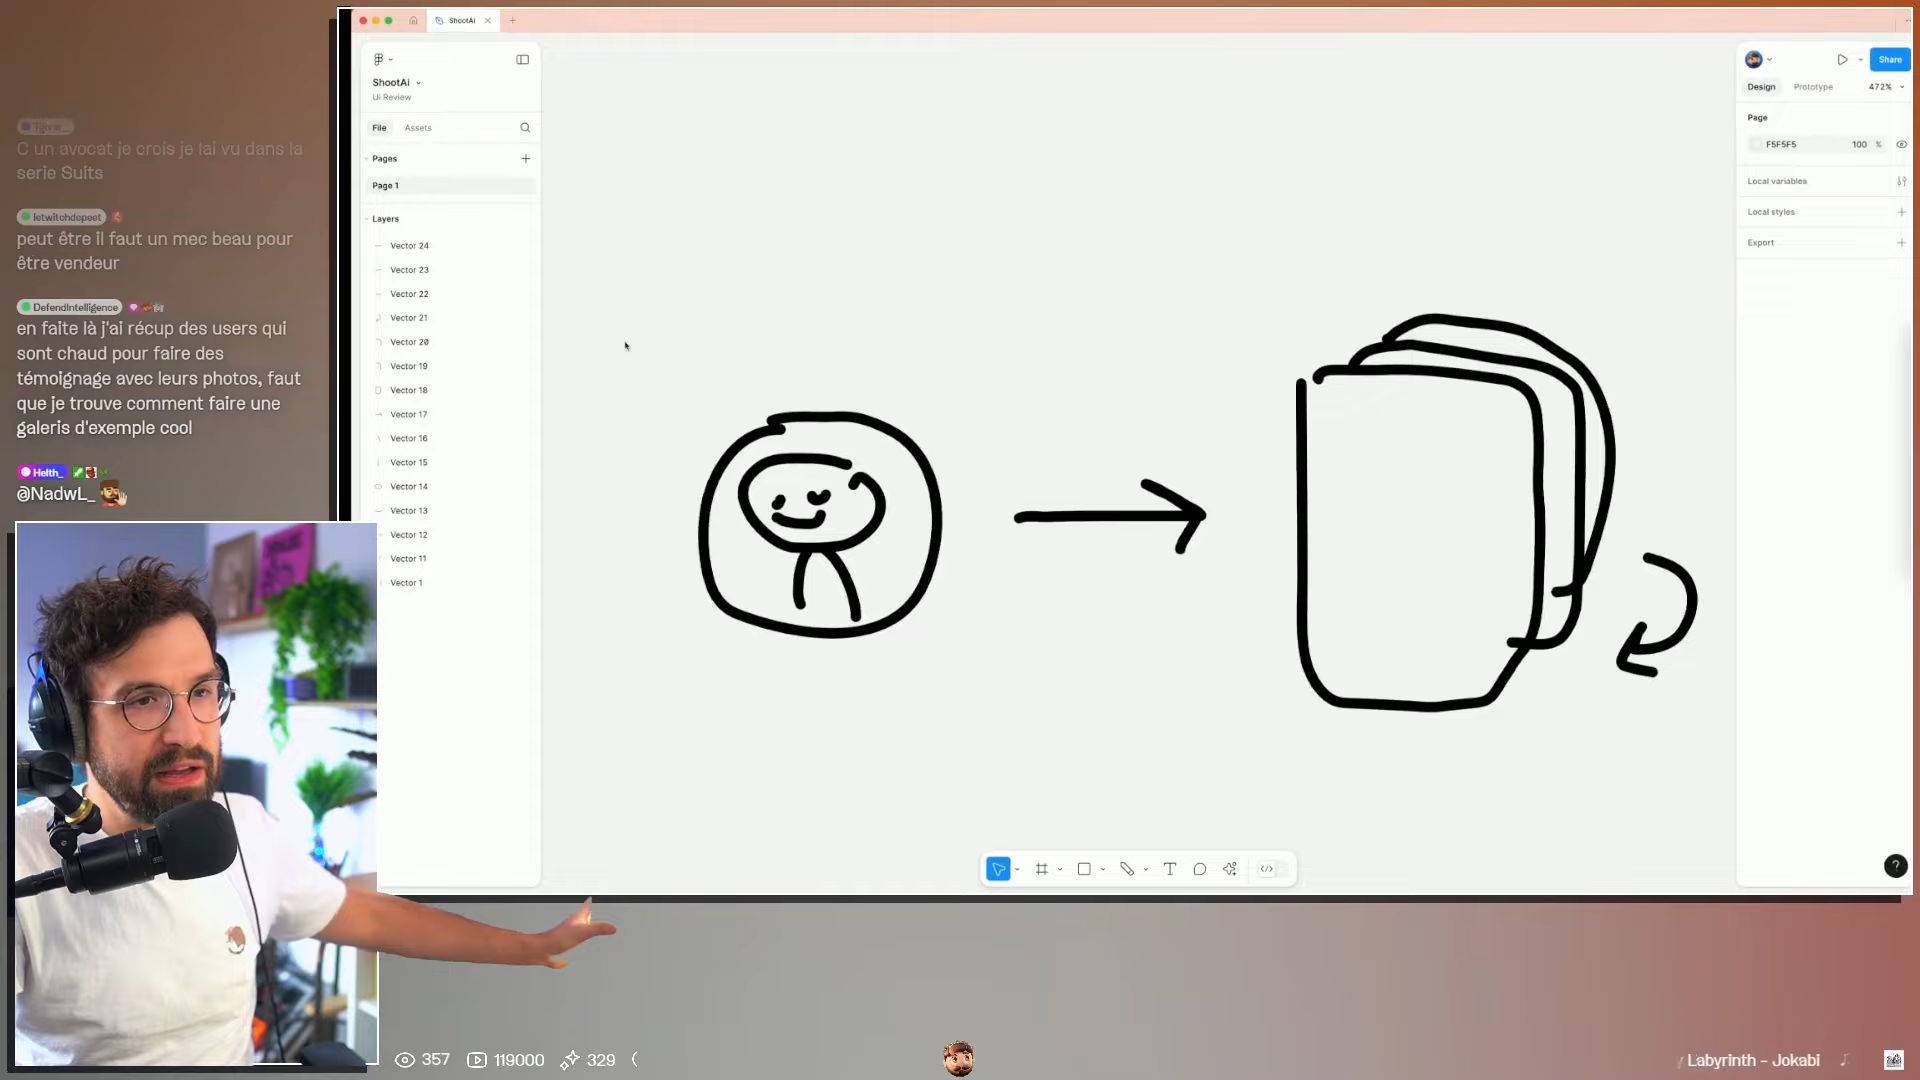 ShootAi
ShootAi
Ui Review
File
Assets
Pages
Page 1
Layers
Vector 24
Vector 23
Vector 22
Vector 21
Vector 20
Vector 19
Vector 18
Vector 17
Vector 16
Vector 15
Vector 14
Vector 13
Vector 12
Vector 11
Vector 1
Share
Design
Prototype
472%
Page
F5F5F5
100
%
Local variables
Local styles
Export
?
C un avocat je crois je lai vu dans la
serie Suits
letwitchdepeet
peut être il faut un mec beau pour
être vendeur
DefendIntelligence
en faite là j'ai récup des users qui
sont chaud pour faire des
témoignage avec leurs photos, faut
que je trouve comment faire une
galeris d'exemple cool
Helth_
@NadwL_
357
119000
329
(
Labyrinth - Jokabi